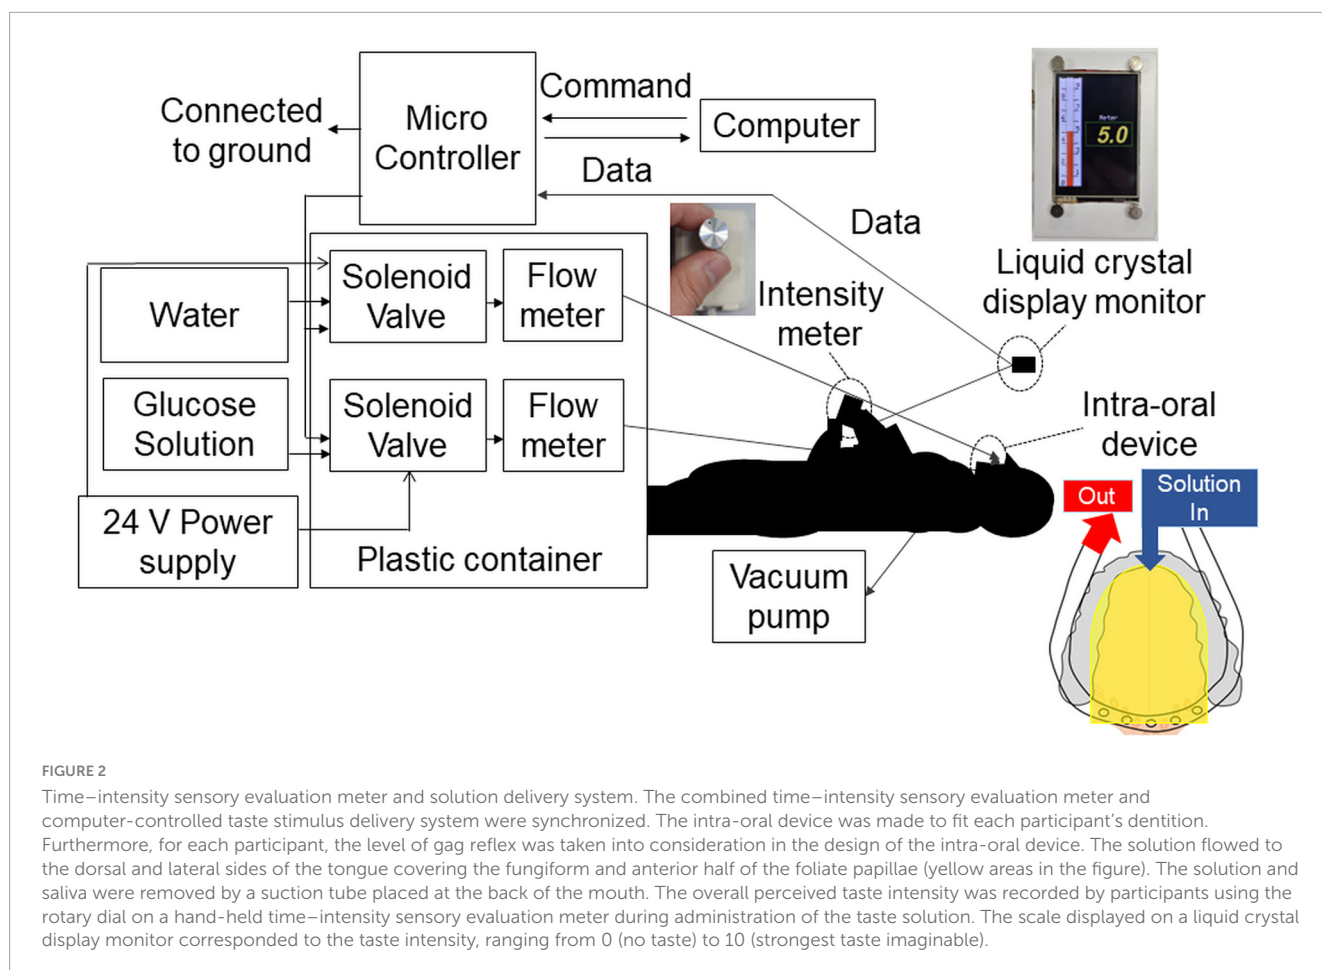 Connected
to ground
Micro
Controller
Command
Computer
Data
Data
Meter
5.0
Liquid crystal
display monitor
Intensity
meter
Water
Solenoid
Valve
Flow
meter
Glucose
Solution
Solenoid
Valve
Flow
meter
Intra-oral
device
24 V Power
supply
Plastic container
Vacuum
pump
Out
Solution
In
FIGURE 2
Time–intensity sensory evaluation meter and solution delivery system. The combined time–intensity sensory evaluation meter and
computer-controlled taste stimulus delivery system were synchronized. The intra-oral device was made to fit each participant’s dentition.
Furthermore, for each participant, the level of gag reflex was taken into consideration in the design of the intra-oral device. The solution flowed to
the dorsal and lateral sides of the tongue covering the fungiform and anterior half of the foliate papillae (yellow areas in the figure). The solution and
saliva were removed by a suction tube placed at the back of the mouth. The overall perceived taste intensity was recorded by participants using the
rotary dial on a hand-held time–intensity sensory evaluation meter during administration of the taste solution. The scale displayed on a liquid crystal
display monitor corresponded to the taste intensity, ranging from 0 (no taste) to 10 (strongest taste imaginable).